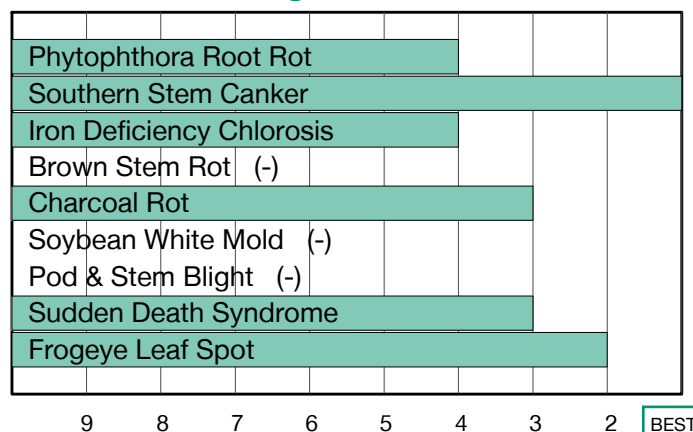 Phytophthora Root Rot
Southern Stem Canker
Iron Deficiency Chlorosis
Brown Stem Rot (-)
Charcoal Rot
Soybean White Mold (-)
Pod & Stem Blight (-)
Sudden Death Syndrome
Frogeye Leaf Spot
9 8 7 6 5 4 3 2 BEST